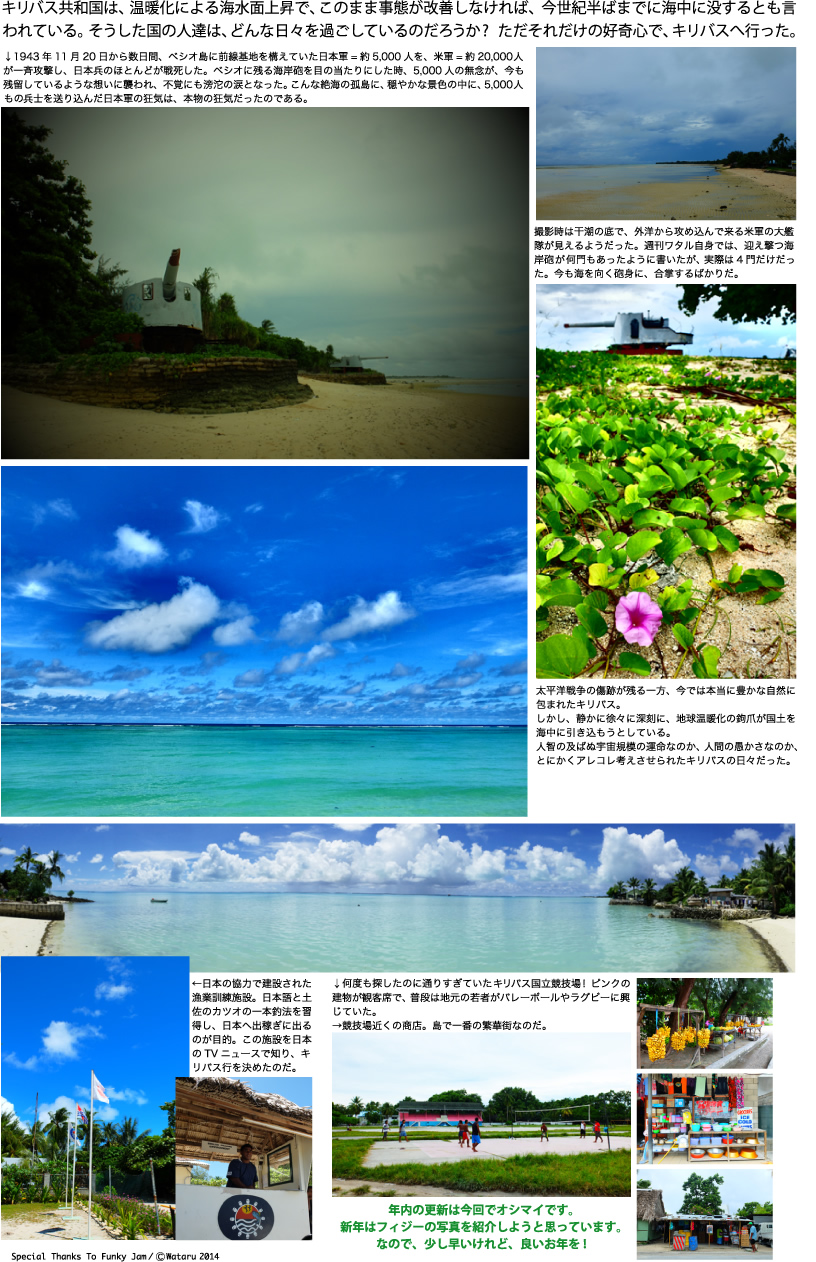 キリバス共和国は、温暖化による海水面上昇で、このまま事態が改善しなければ、今世紀半ばまでに海中に没するとも言
われている。そうした国の人達は、どんな日々を過ごしているのだろうか? ただそれだけの好奇心で、キリバスへ行った。
↓1943年11月20日から数日間、ベシオ島に前線基地を構えていた日本軍=約5,000人を、米軍=約20,000人
が一斉攻撃し、日本兵のほとんどが戦死した。ベシオに残る海岸砲を目の当たりにした時、5,000人の無念が、今も
残留しているような想いに襲われ、不覚にも滂沱の涙となった。こんな絶海の孤島に、穏やかな景色の中に、5,000人
もの兵士を送り込んだ日本軍の狂気は、本物の狂気だったのである。
撮影時は干潮の底で、外洋から攻め込んで来る米軍の大艦
隊が見えるようだった。週刊ワタル自身では、迎え撃つ海
岸砲が何門もあったように書いたが、実際は4門だけだっ
た。今も海を向く砲身に、合掌するばかりだ。
太平洋戦争の傷跡が残る一方、今では本当に豊かな自然に
包まれたキリバス。
しかし、静かに徐々に深刻に、地球温暖化の鉤爪が国土を
海中に引き込もうとしている。
人智の及ばぬ宇宙規模の運命なのか、人間の愚かさなのか、
とにかくアレコレ考えさせられたキリバスの日々だった。
←日本の協力で建設された
漁業訓練施設。日本語と土
佐のカツオの一本釣法を習
得し、日本へ出稼ぎに出る
のが目的。この施設を日本
のTVニュースで知り、キ
リバス行を決めたのだ。
↓何度も探したのに通りすぎていたキリバス国立競技場! ピンクの
建物が観客席で、普段は地元の若者がバレーボールやラグビーに興
じていた。
→競技場近くの商店。島で一番の繁華街なのだ。
ICE
COLD
年内の更新は今回でオシマイです。
新年はフィジーの写真を紹介しようと思っています。
なので、少し早いけれど、良いお年を!
Special Thanks To Funky Jam/©Wataru 2014